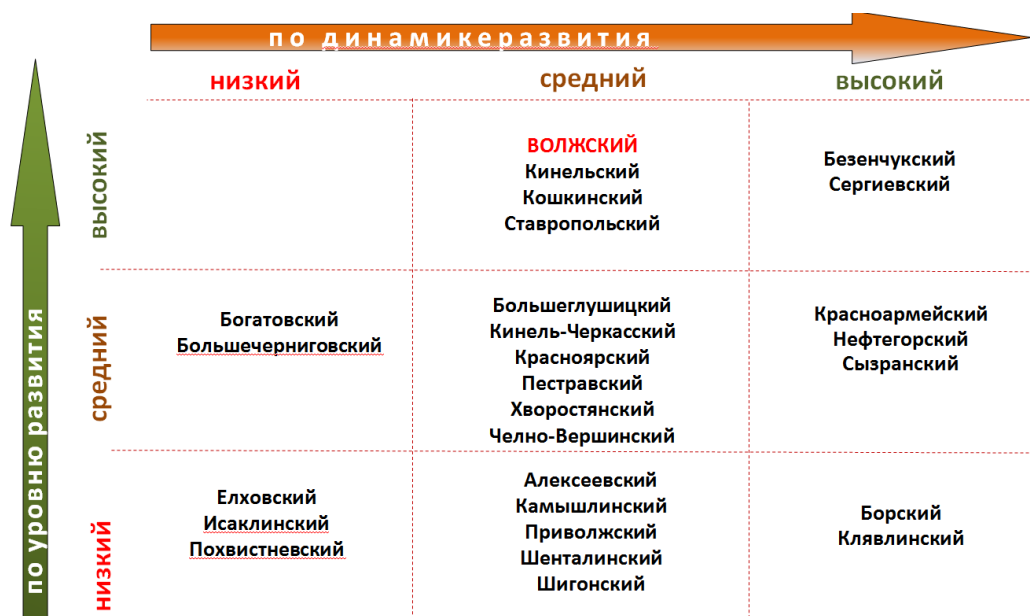 по динамикеразвития
низкий
средний
высокий
по уровню развития
высокий
ВОЛЖСКИЙ
Кинельский
Кошкинский
Ставропольский
Безенчукский
Сергиевский
средний
Богатовский
Большечерниговский
Большеглушицкий
Кинель-Черкасский
Красноярский
Пестравский
Хворостянский
Челно-Вершинский
Красноармейский
Нефтегорский
Сызранский
низкий
Елховский
Исаклинский
Похвистневский
Алексеевский
Камышлинский
Приволжский
Шенталинский
Шигонский
Борский
Клявлинский